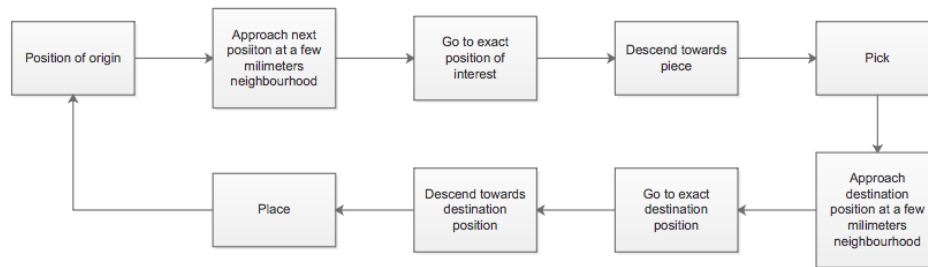 Position of origin
Approach next
posiiton at a few
milimeters
neighbourhood
Go to exact
position of
interest
Descend towards
piece
Pick
Approach
destination
position at a few
milimeters
neighbourhood
Go to exact
destination
position
Descend towards
destination
position
Place